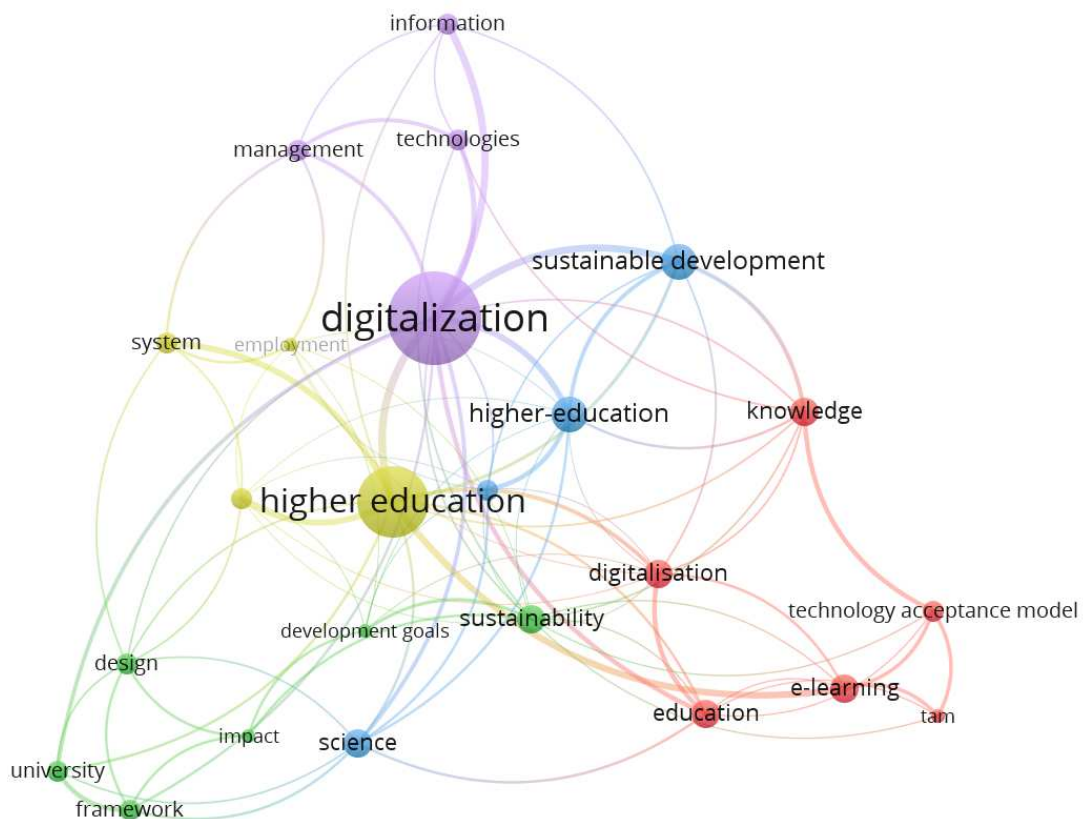 information
technologies
management
sustainable development
digitalization
system
employment
higher-education
knowledge
higher education
digitalisation
technology acceptance model
development goals
sustainability
design
e-learning
education
tam
impact
science
university
framework